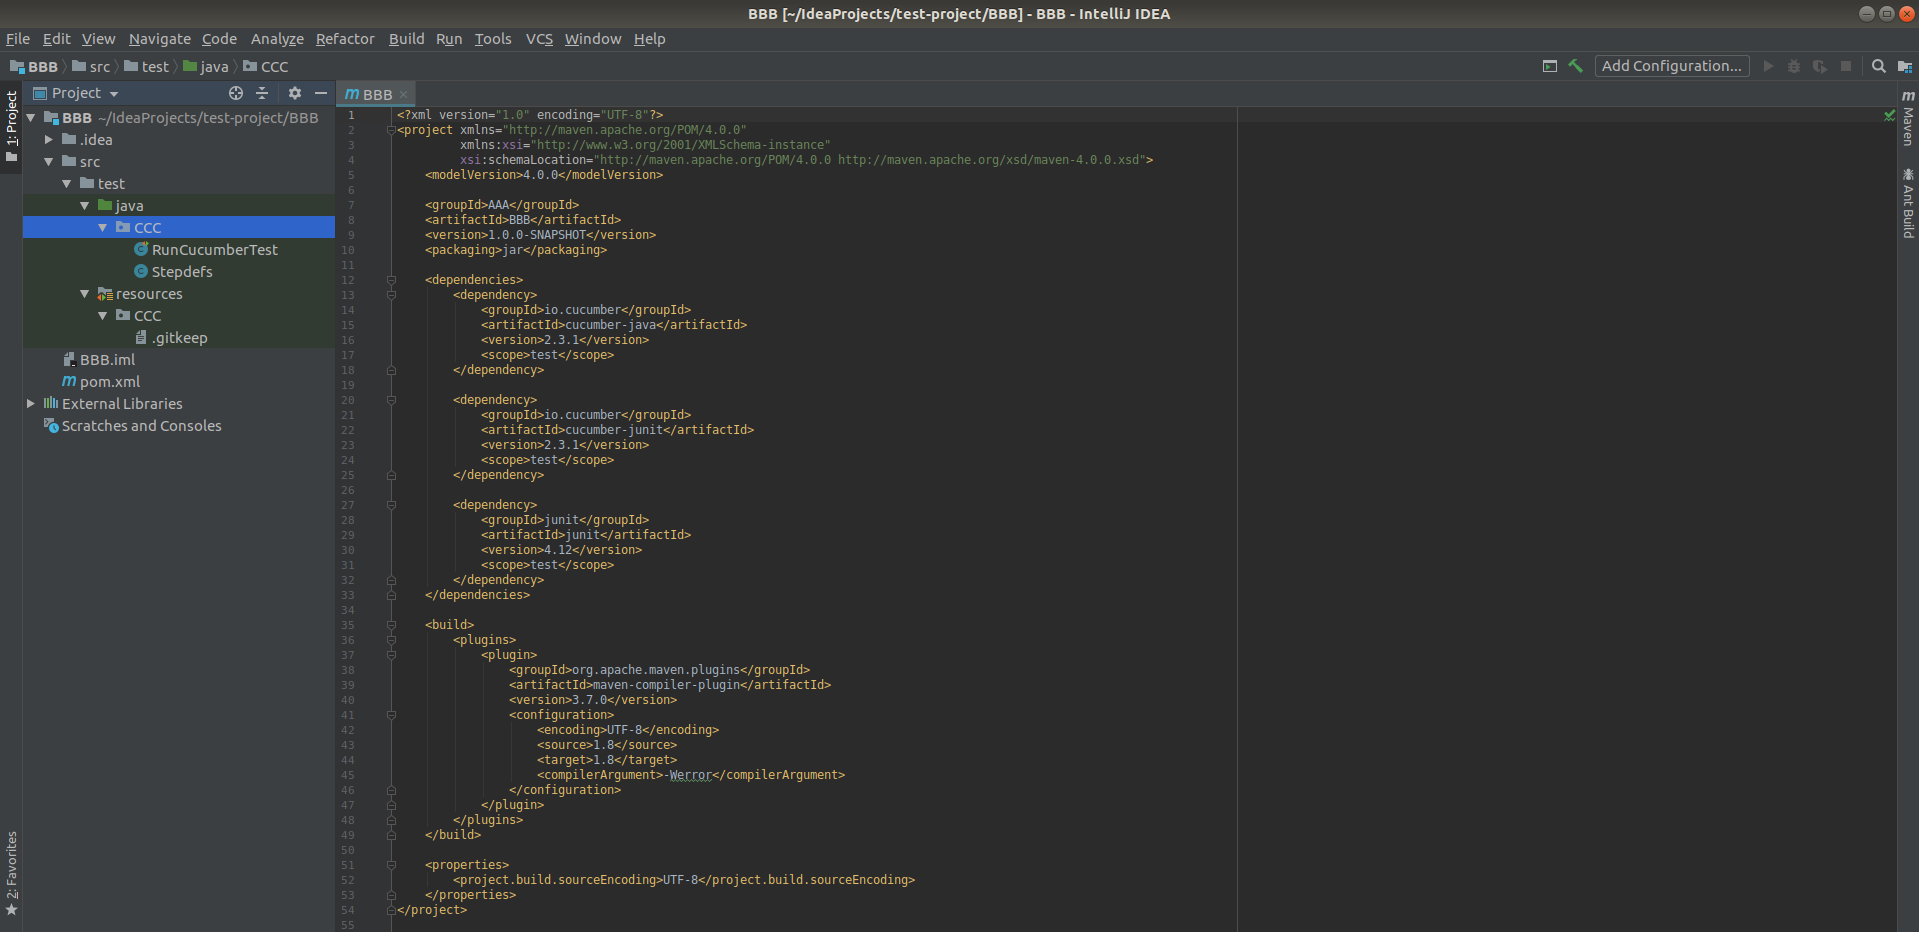 BBB [~/IdeaProjects/test-project/BBB] - BBB - IntelliJ IDEA
File Edit View Navigate Code Analyze Refactor Build Run Tools VCS Window Help
BBB src test java CCC
Add Configuration...
1: Project
2: Favorites
Project
BBB ~/IdeaProjects/test-project/BBB
.idea
src
test
java
CCC
RunCucumberTest
Stepdefs
resources
CCC
.gitkeep
BBB.iml
pom.xml
External Libraries
Scratches and Consoles
m BBB
1 <?xml version="1.0" encoding="UTF-8"?>
2 <project xmlns="http://maven.apache.org/POM/4.0.0"
3 xmlns:xsi="http://www.w3.org/2001/XMLSchema-instance"
4 xsi:schemaLocation="http://maven.apache.org/POM/4.0.0 http://maven.apache.org/xsd/maven-4.0.0.xsd">
5 <modelVersion>4.0.0</modelVersion>
6
7 <groupId>AAA</groupId>
8 <artifactId>BBB</artifactId>
9 <version>1.0.0-SNAPSHOT</version>
10 <packaging>jar</packaging>
11
12 <dependencies>
13 <dependency>
14 <groupId>io.cucumber</groupId>
15 <artifactId>cucumber-java</artifactId>
16 <version>2.3.1</version>
17 <scope>test</scope>
18 </dependency>
19
20 <dependency>
21 <groupId>io.cucumber</groupId>
22 <artifactId>cucumber-junit</artifactId>
23 <version>2.3.1</version>
24 <scope>test</scope>
25 </dependency>
26
27 <dependency>
28 <groupId>junit</groupId>
29 <artifactId>junit</artifactId>
30 <version>4.12</version>
31 <scope>test</scope>
32 </dependency>
33 </dependencies>
34
35 <build>
36 <plugins>
37 <plugin>
38 <groupId>org.apache.maven.plugins</groupId>
39 <artifactId>maven-compiler-plugin</artifactId>
40 <version>3.7.0</version>
41 <configuration>
42 <encoding>UTF-8</encoding>
43 <source>1.8</source>
44 <target>1.8</target>
45 <compilerArgument>-Werror</compilerArgument>
46 </configuration>
47 </plugin>
48 </plugins>
49 </build>
50
51 <properties>
52 <project.build.sourceEncoding>UTF-8</project.build.sourceEncoding>
53 </properties>
54 </project>
55
m Maven
Ant Build